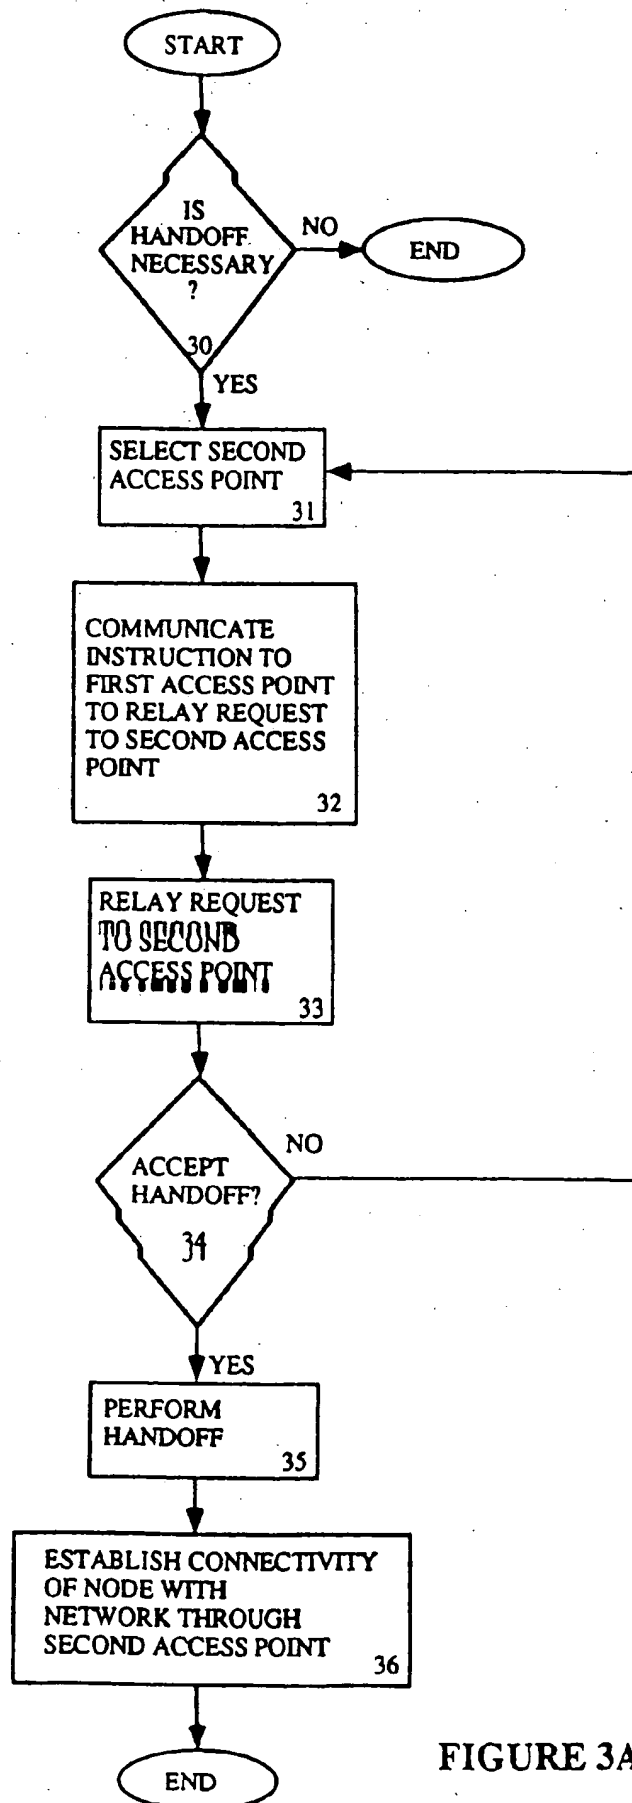 START
IS
HANDOFF
NECESSARY
?
30
NO
END
YES
SELECT SECOND
ACCESS POINT
31
COMMUNICATE
INSTRUCTION TO
FIRST ACCESS POINT
TO RELAY REQUEST
TO SECOND ACCESS
POINT
32
RELAY REQUEST
TO SECOND
ACCESS POINT
33
NO
ACCEPT
HANDOFF?
34
YES
PERFORM
HANDOFF
35
ESTABLISH CONNECTIVITY
OF NODE WITH
NETWORK THROUGH
SECOND ACCESS POINT
36
END
FIGURE 3A